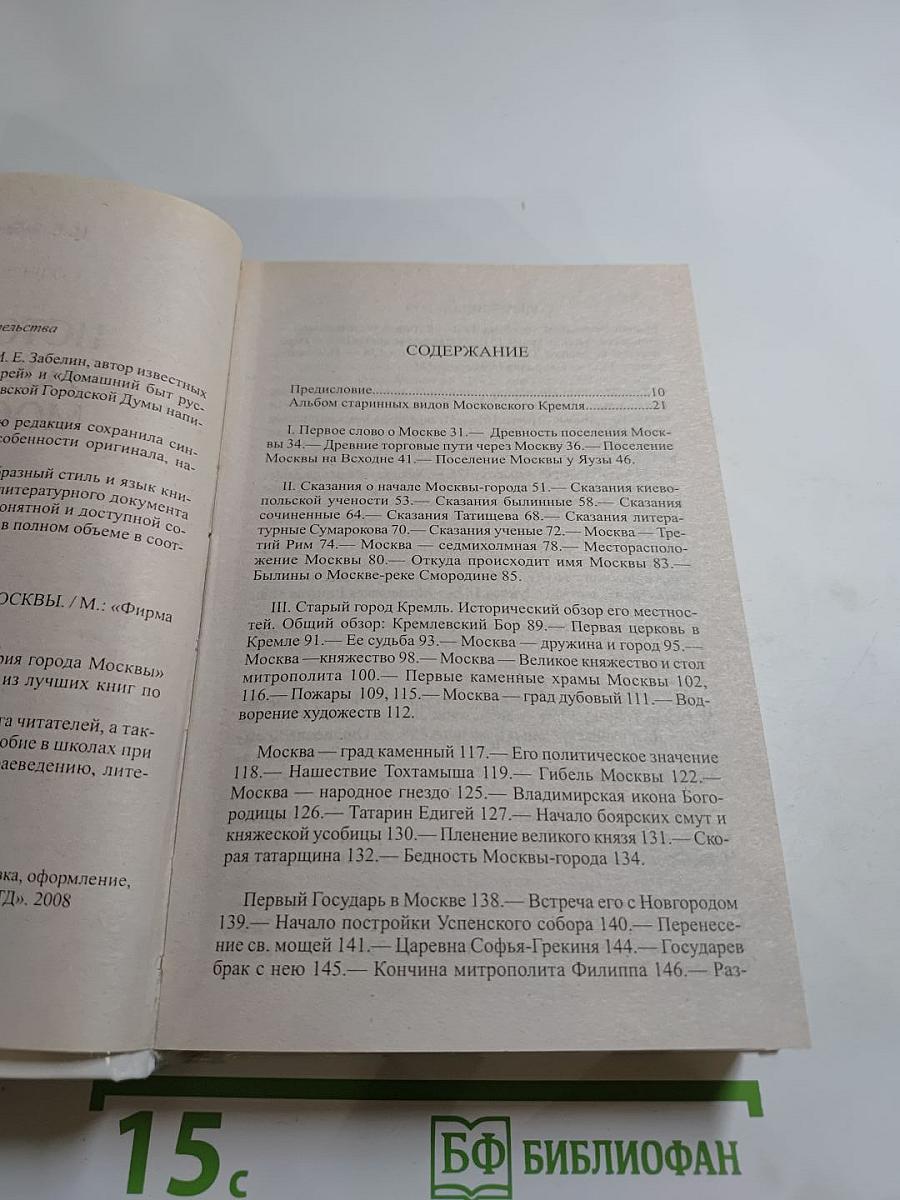 ельства
И. Е. Забелин, автор известных
рей» и «Домашний быт рус-
вской Городской Думы напи-
ю редакция сохранила син-
собенности оригинала, на-
бразный стиль и язык кни-
литературного документа
онятной и доступной со-
в полном объеме в соот-
ОСКВЫ. / М.: «Фирма
рия города Москвы»
из лучших книг по
га читателей, а так-
обие в школах при
раеведению, лите-
вка, оформление,
ТД». 2008
СОДЕРЖАНИЕ
Предисловие..........................................................................10
Альбом старинных видов Московского Кремля.................21
I. Первое слово о Москве 31.— Древность поселения Моск-
вы 34.— Древние торговые пути через Москву 36.— Поселение
Москвы на Всходне 41.— Поселение Москвы у Яузы 46.
II. Сказания о начале Москвы-города 51.— Сказания киево-
польской учености 53.— Сказания былинные 58.— Сказания
сочиненные 64.— Сказания Татищева 68.— Сказания литера-
турные Сумарокова 70.— Сказания ученые 72.— Москва — Тре-
тий Рим 74.— Москва — седмихолмная 78.— Месторасполо-
жение Москвы 80.— Откуда происходит имя Москвы 83.—
Былины о Москве-реке Смородине 85.
III. Старый город Кремль. Исторический обзор его местнос-
тей. Общий обзор: Кремлевский Бор 89.— Первая церковь в
Кремле 91.— Ее судьба 93.— Москва — дружина и город 95.—
Москва —княжество 98.— Москва — Великое княжество и стол
митрополита 100.— Первые каменные храмы Москвы 102,
116.— Пожары 109, 115.— Москва — град дубовый 111.— Вод-
ворение художеств 112.
Москва — град каменный 117.— Его политическое значение
118.— Нашествие Тохтамыша 119.— Гибель Москвы 122.—
Москва — народное гнездо 125.— Владимирская икона Бого-
родицы 126.— Татарин Едигей 127.— Начало боярских смут и
княжеской усобицы 130.— Пленение великого князя 131.— Ско-
рая татарщина 132.— Бедность Москвы-города 134.
Первый Государь в Москве 138.— Встреча его с Новгородом
139.— Начало постройки Успенского собора 140.— Перенесе-
ние св. мощей 141.— Царевна Софья-Грекиня 144.— Государев
брак с нею 145.— Кончина митрополита Филиппа 146.— Раз-
15 с
БФ БИБЛИОФАН